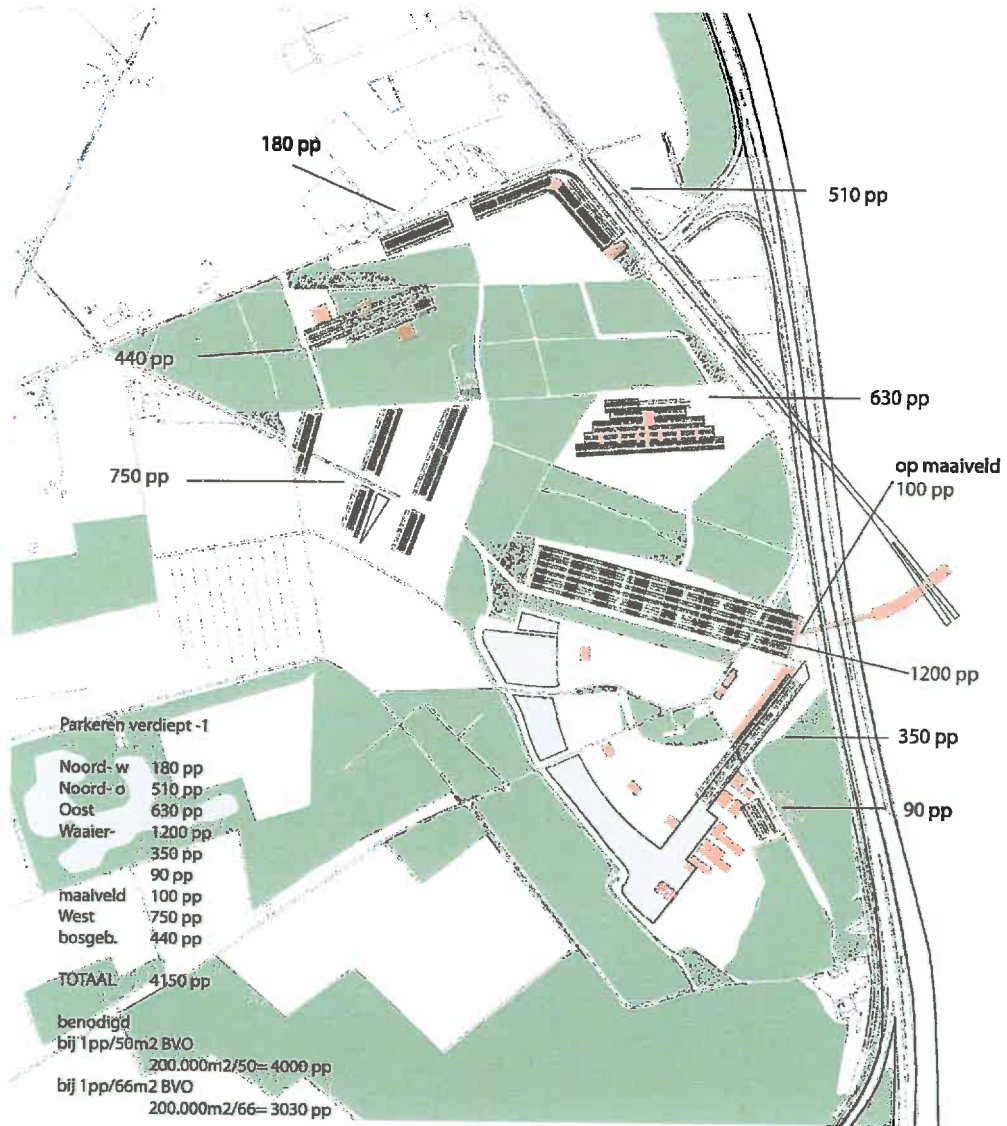 180 pp
510 pp
440 pp
630 pp
750 pp
op maaiveld
100 pp
1200 pp
350 pp
90 pp
Parkeren verdiept -1
Noord- w 180 pp
Noord- o 510 pp
Oost 630 pp
Waaier- 1200 pp
350 pp
90 pp
maaiveld 100 pp
West 750 pp
bosgeb. 440 pp
TOTAAL 4150 pp
benodigd
bij 1pp/50m2 BVO
200.000m2/50= 4000 pp
bij 1pp/66m2 BVO
200.000m2/66= 3030 pp